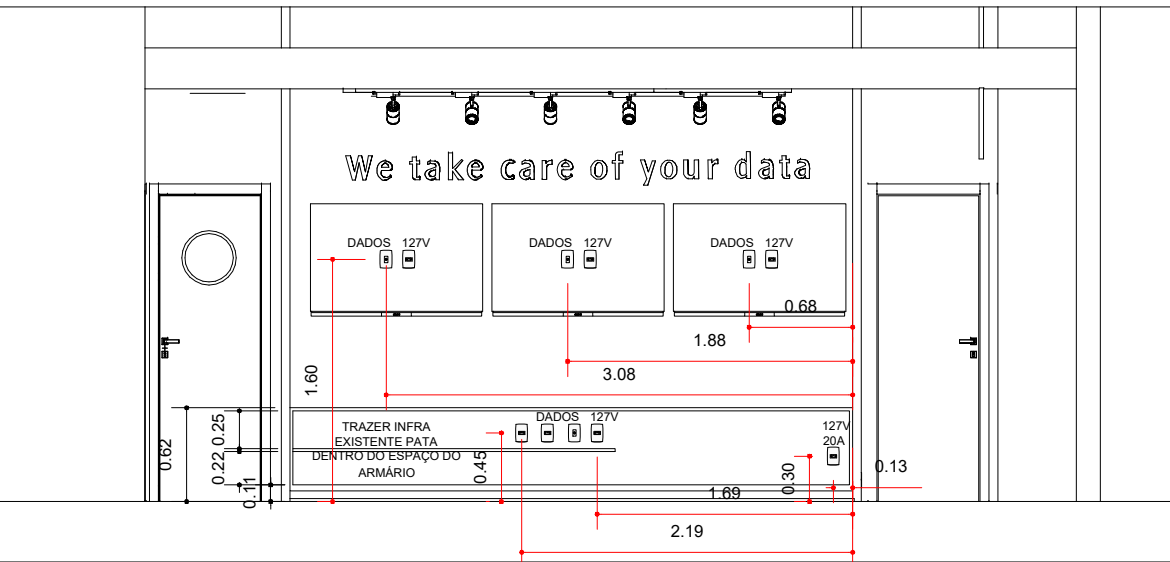 We take care of your data
DADOS 127V
DADOS 127V
DADOS 127V
0.68
1.88
3.08
1.60
DADOS 127V
TRAZER INFRA
EXISTENTE PATA
DENTRO DO ESPAÇO DO
ARMÁRIO
127V
20A
0.62
0.25
0.22
0.11
0.45
0.30
0.13
1.69
2.19